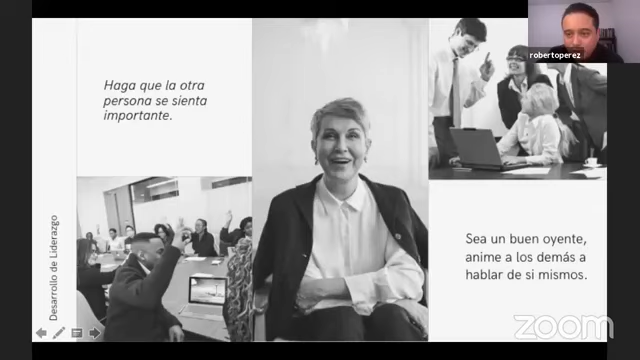 robertoperez
Haga que la otra
persona se sienta
importante.
Desarrollo de Liderazgo
Sea un buen oyente,
anime a los demás a
hablar de si mismos.
zoom